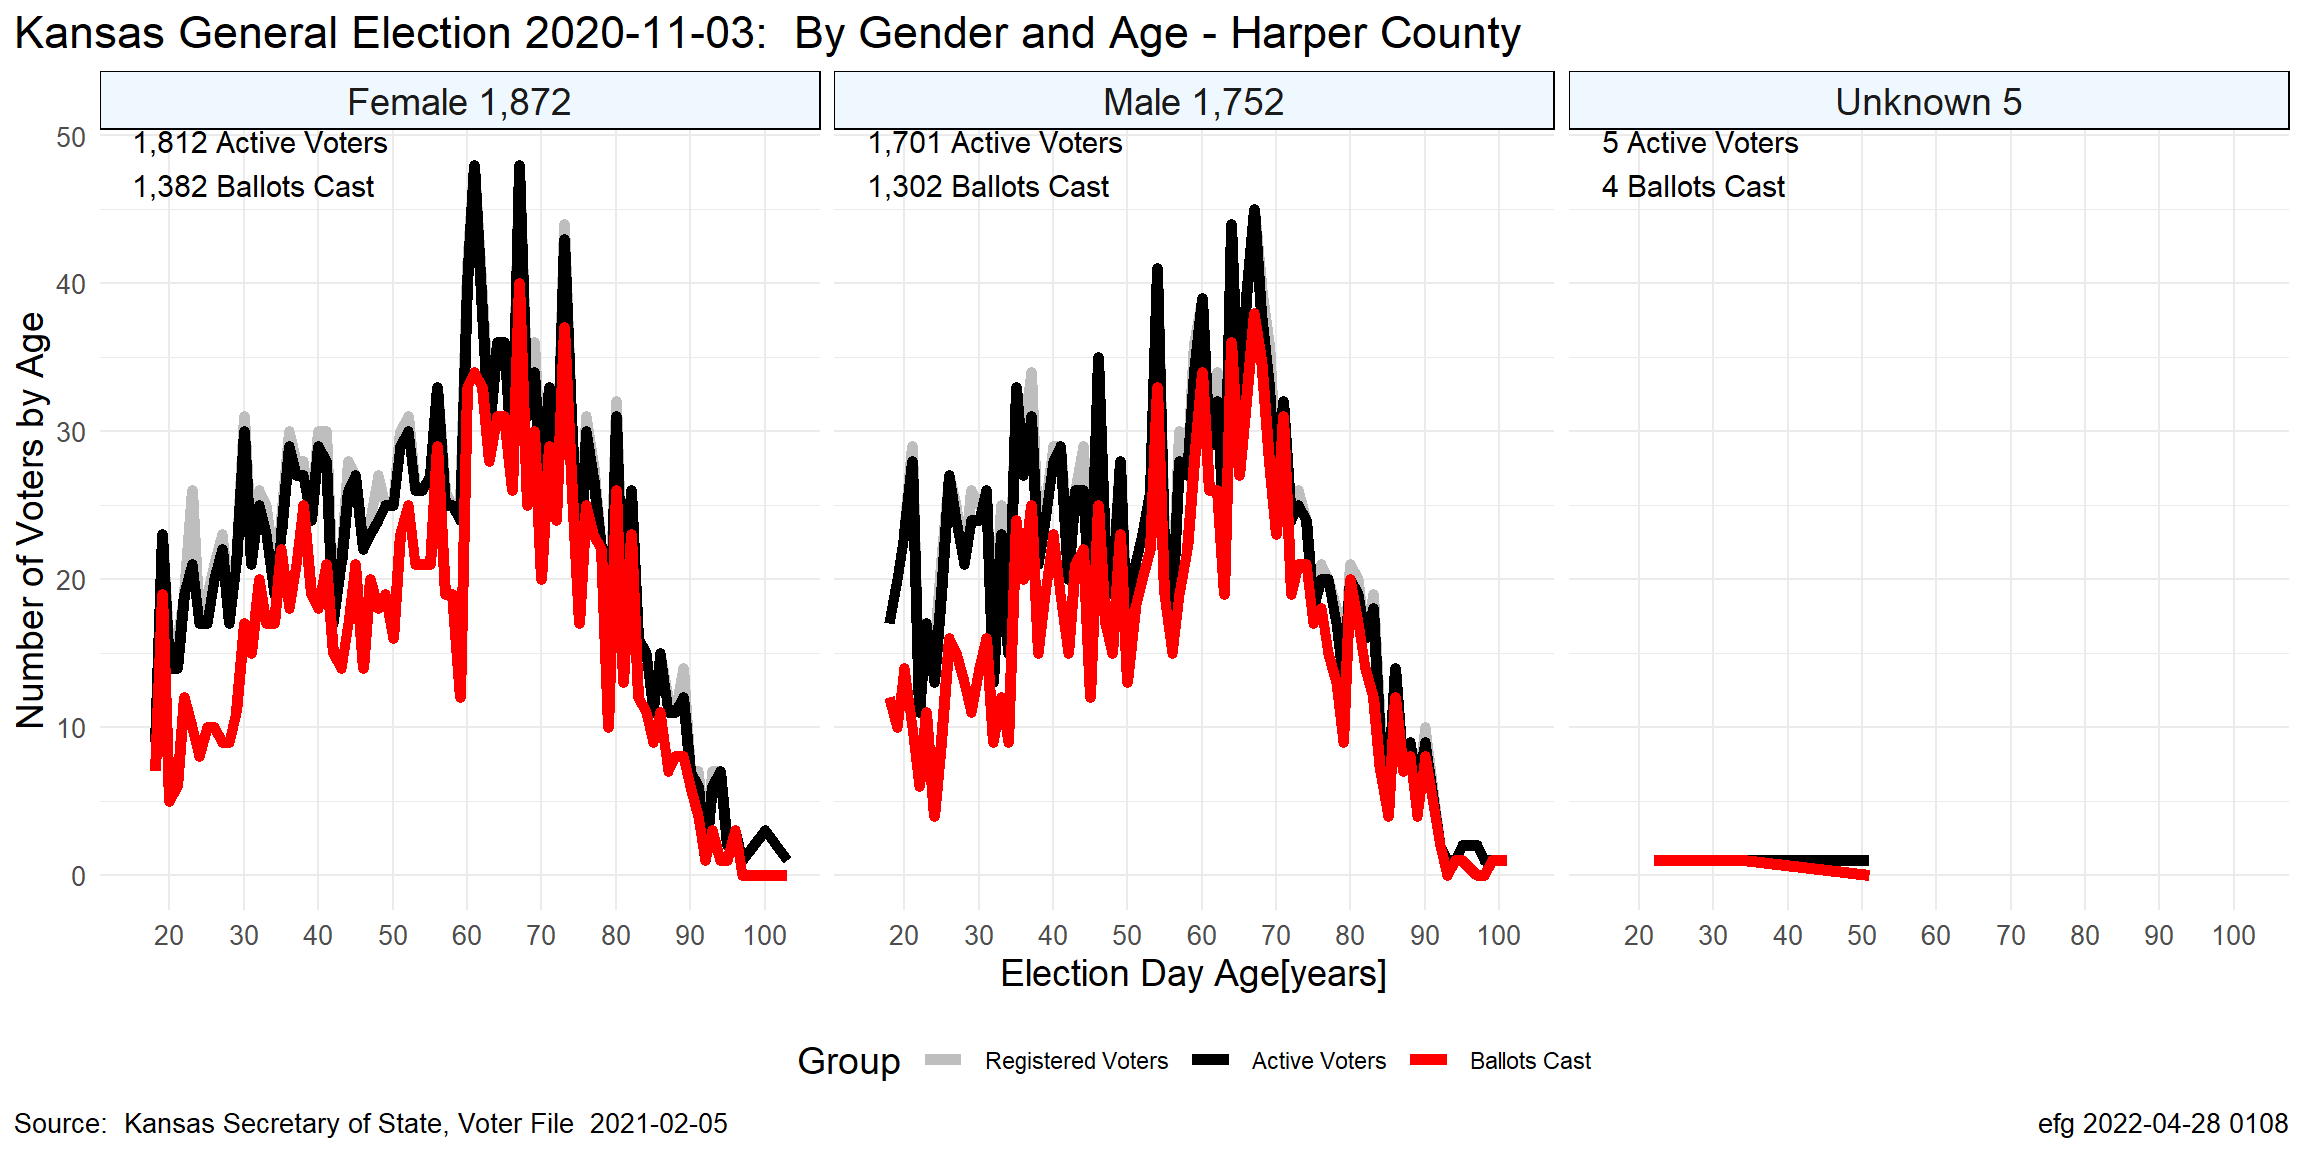 Kansas General Election 2020-11-03:  By Gender and Age - Harper County
Female 1,872
Male 1,752
Unknown 5
1,812 Active Voters
1,382 Ballots Cast
1,701 Active Voters
1,302 Ballots Cast
5 Active Voters
4 Ballots Cast
Number of Voters by Age
50
40
30
20
10
0
20 30 40 50 60 70 80 90 100
20 30 40 50 60 70 80 90 100
20 30 40 50 60 70 80 90 100
Election Day Age[years]
Group Registered Voters Active Voters Ballots Cast
Source:  Kansas Secretary of State, Voter File  2021-02-05
efg 2022-04-28 0108